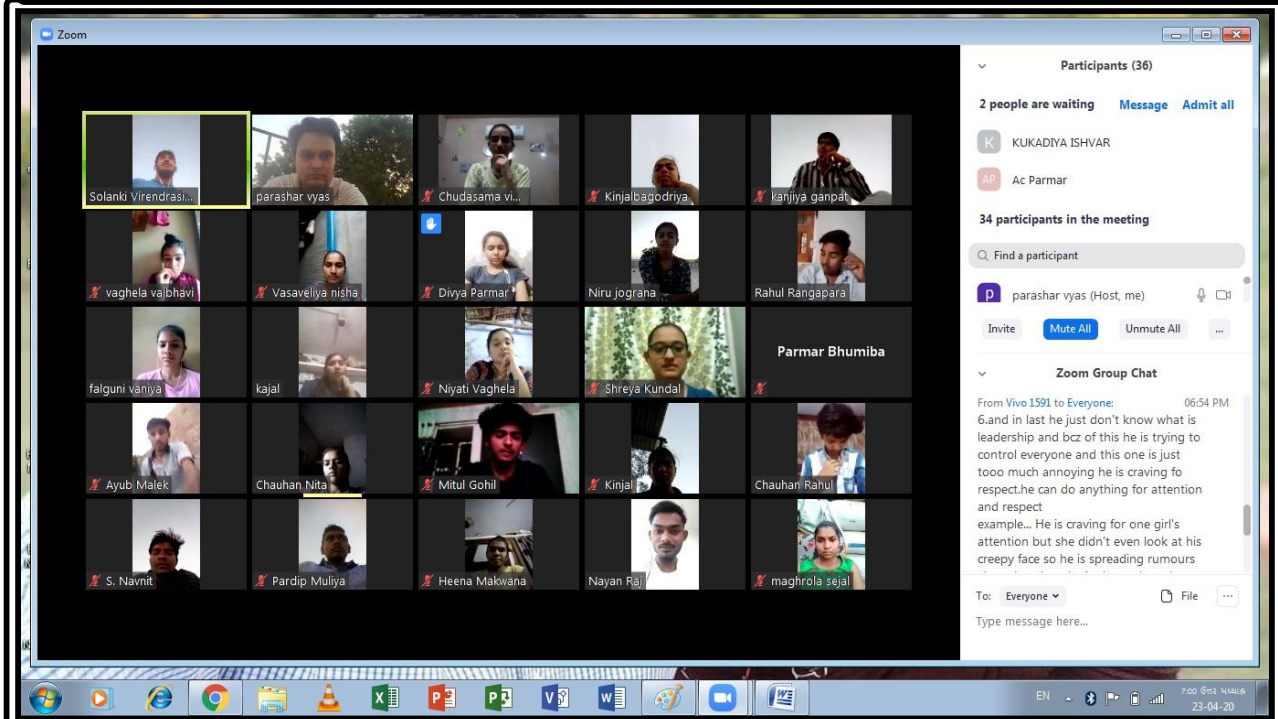 Zoom
Solanki Virendrasi...
parashar vyas
Chudasama vi...
Kinjalbagodriya
kanjiya ganpat
vaghela vaibhavi
Vasaveliya nisha
Divya Parmar
Niru jograna
Rahul Rangapara
falguni vaniya
kajal
Niyati Vaghela
Shreya Kundal
Parmar Bhumiba
Ayub Malek
Chauhan Nita
Mitul Gohil
Kinjal
Chauhan Rahul
S. Navnit
Pardip Muliya
Heena Makwana
Nayan Raj
maghrola sejal
Participants (36)
2 people are waiting Message Admit all
K KUKADIYA ISHVAR
AP Ac Parmar
34 participants in the meeting
Find a participant
p parashar vyas (Host, me)
Invite Mute All Unmute All ...
Zoom Group Chat
From Vivo 1591 to Everyone: 06:54 PM
6.and in last he just don't know what is
leadership and bcz of this he is trying to
control everyone and this one is just
tooo much annoying he is craving fo
respect.he can do anything for attention
and respect
example... He is craving for one girl's
attention but she didn't even look at his
creepy face so he is spreading rumours
To: Everyone File ...
Type message here...
EN
7:00
23-04-20